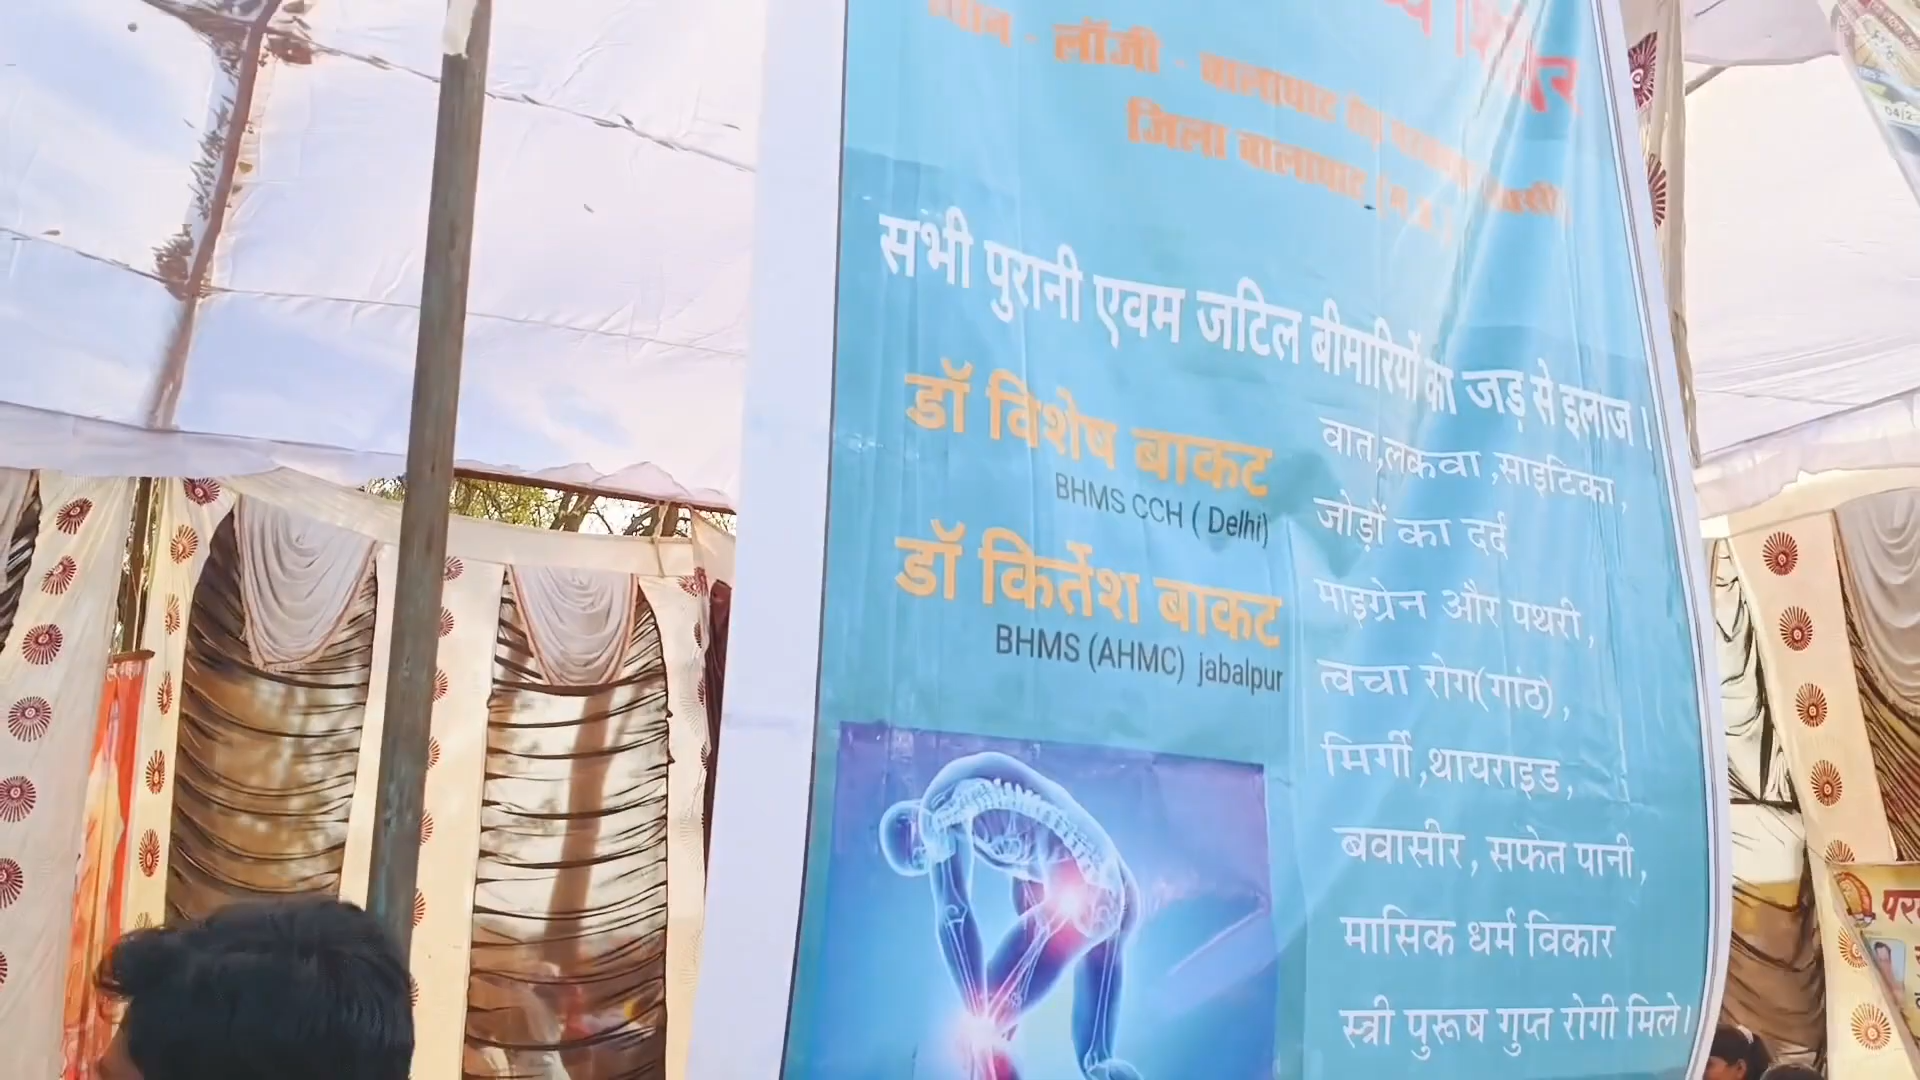 लॉजी - बालाघाट रोड
जिला बालाघाट (म.प्र.)
सभी पुरानी एवम जटिल बीमारियों का जड़ से इलाज।
डॉ विशेष बाकट
BHMS CCH ( Delhi)
डॉ किर्तेश बाकट
BHMS (AHMC) jabalpur
वात,लकवा ,साइटिका ,
जोड़ों का दर्द
माइग्रेन और पथरी ,
त्वचा रोग(गांठ) ,
मिर्गी ,थायराइड ,
बवासीर , सफेत पानी ,
मासिक धर्म विकार
स्त्री पुरूष गुप्त रोगी मिले।